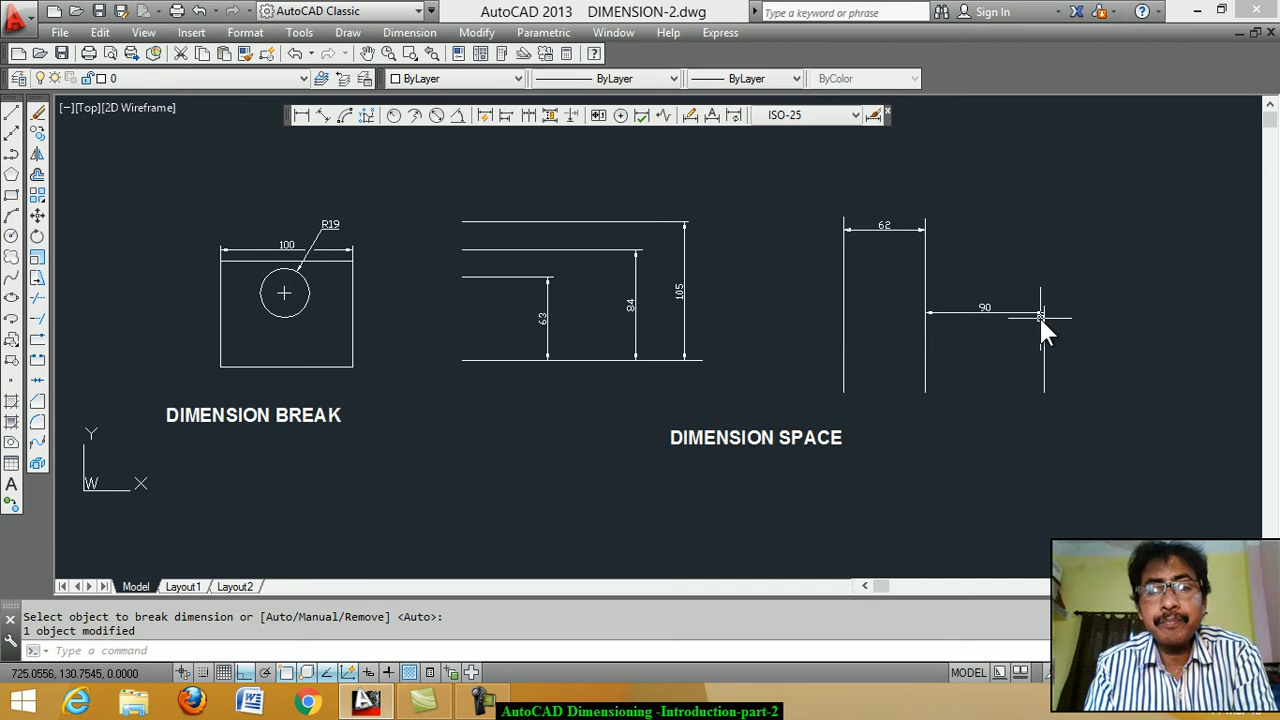 AutoCAD Classic
AutoCAD 2013 DIMENSION-2.dwg
Type a keyword or phrase
Sign In
File Edit View Insert Format Tools Draw Dimension Modify Parametric Window Help Express
0
ByLayer
ByLayer
ByLayer
ByColor
[−][Top][2D Wireframe]
ISO-25
R19
100
63
84
105
62
90
DIMENSION BREAK
DIMENSION SPACE
Y
W X
A
Model Layout1 Layout2
Select object to break dimension or [Auto/Manual/Remove] <Auto>:
1 object modified
Type a command
725.0556, 130.7545, 0.0000
MODEL
AutoCAD Dimensioning -Introduction-part-2